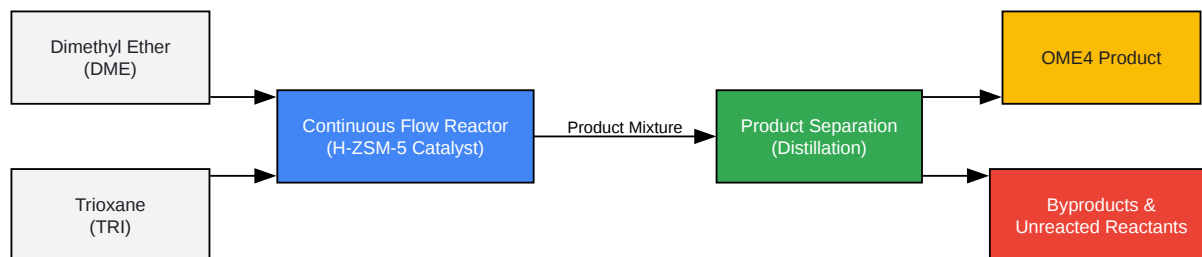 Dimethyl Ether
(DME)
Trioxane
(TRI)
Continuous Flow Reactor
(H-ZSM-5 Catalyst)
Product Mixture
Product Separation
(Distillation)
OME4 Product
Byproducts &
Unreacted Reactants